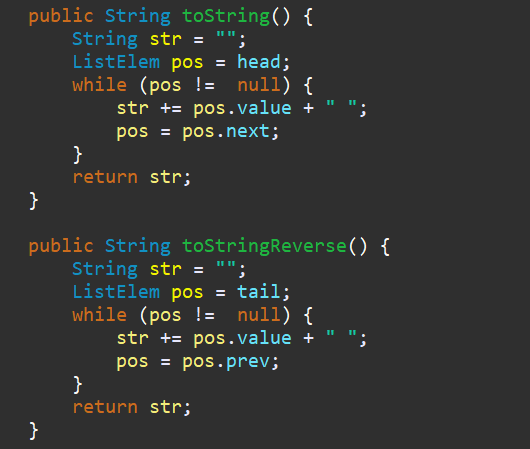 public String toString() {
    String str = "";
    ListElem pos = head;
    while (pos !=  null) {
        str += pos.value + " ";
        pos = pos.next;
    }
    return str;
}

public String toStringReverse() {
    String str = "";
    ListElem pos = tail;
    while (pos !=  null) {
        str += pos.value + " ";
        pos = pos.prev;
    }
    return str;
}